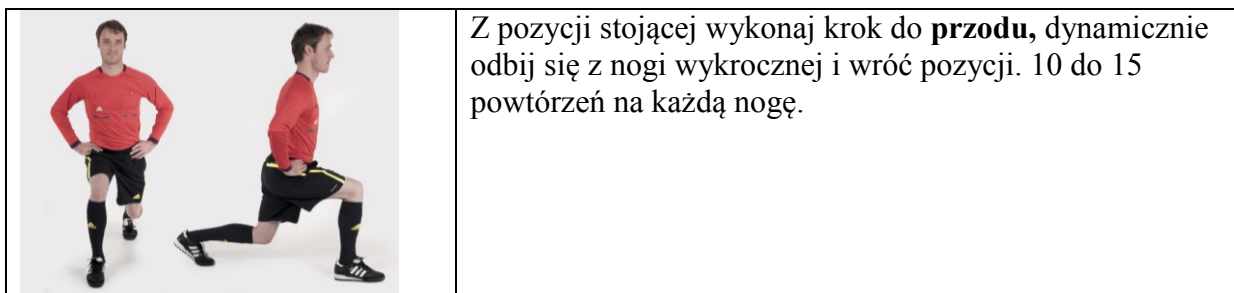 Z pozycji stojącej wykonaj krok do przodu, dynamicznie
odbij się z nogi wykrocznej i wróć pozycji. 10 do 15
powtórzeń na każdą nogę.